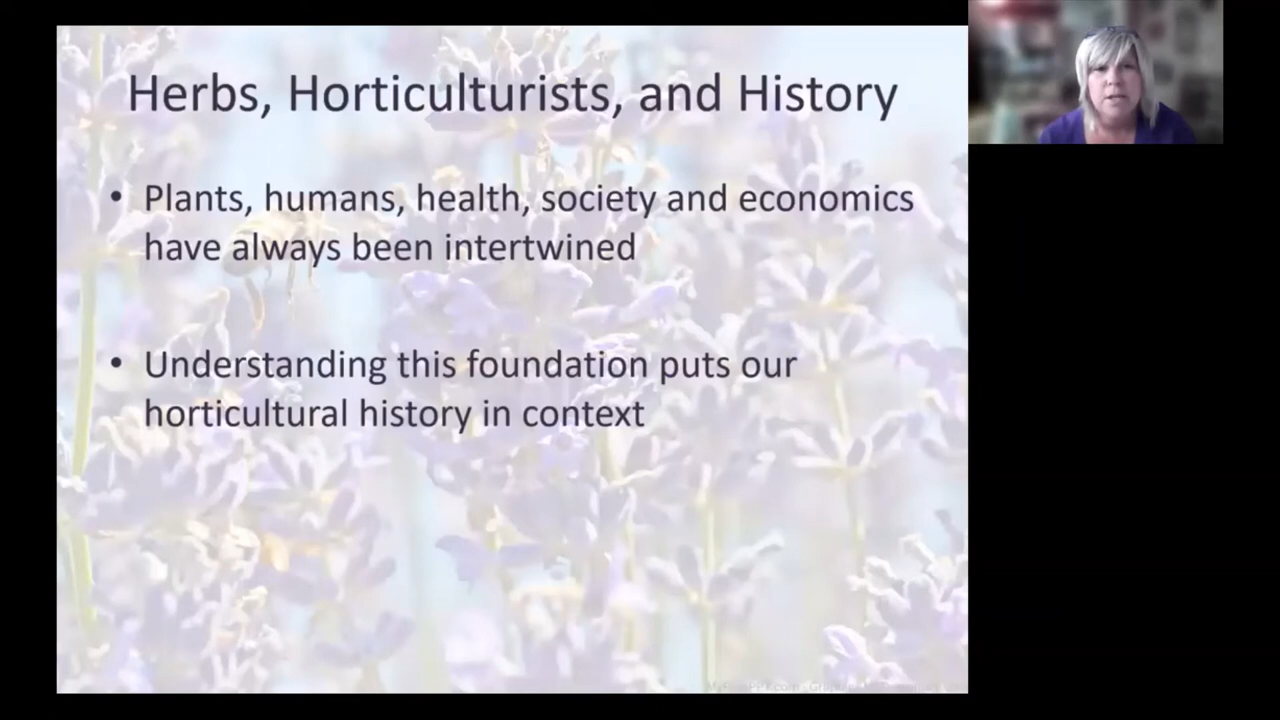 Herbs, Horticulturists, and History
• Plants, humans, health, society and economics
have always been intertwined
• Understanding this foundation puts our
horticultural history in context